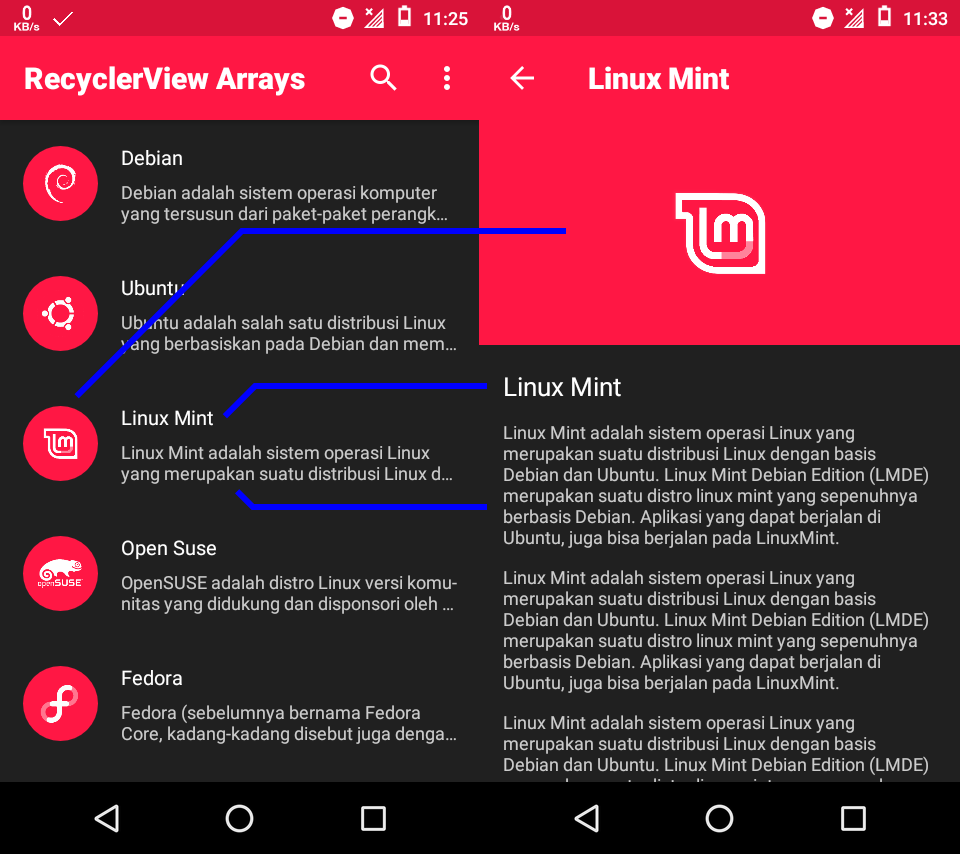 0
KB/s
11:25
RecyclerView Arrays
Debian
Debian adalah sistem operasi komputer
yang tersusun dari paket-paket perangk...
Ubuntu
Ubuntu adalah salah satu distribusi Linux
yang berbasiskan pada Debian dan mem...
Linux Mint
Linux Mint adalah sistem operasi Linux
yang merupakan suatu distribusi Linux d...
openSUSE
Open Suse
OpenSUSE adalah distro Linux versi komu-
nitas yang didukung dan disponsori oleh ...
Fedora
Fedora (sebelumnya bernama Fedora
Core, kadang-kadang disebut juga denga...
0
KB/s
11:33
Linux Mint
Linux Mint
Linux Mint adalah sistem operasi Linux yang
merupakan suatu distribusi Linux dengan basis
Debian dan Ubuntu. Linux Mint Debian Edition (LMDE)
merupakan suatu distro linux mint yang sepenuhnya
berbasis Debian. Aplikasi yang dapat berjalan di
Ubuntu, juga bisa berjalan pada LinuxMint.
Linux Mint adalah sistem operasi Linux yang
merupakan suatu distribusi Linux dengan basis
Debian dan Ubuntu. Linux Mint Debian Edition (LMDE)
merupakan suatu distro linux mint yang sepenuhnya
berbasis Debian. Aplikasi yang dapat berjalan di
Ubuntu, juga bisa berjalan pada LinuxMint.
Linux Mint adalah sistem operasi Linux yang
merupakan suatu distribusi Linux dengan basis
Debian dan Ubuntu. Linux Mint Debian Edition (LMDE)